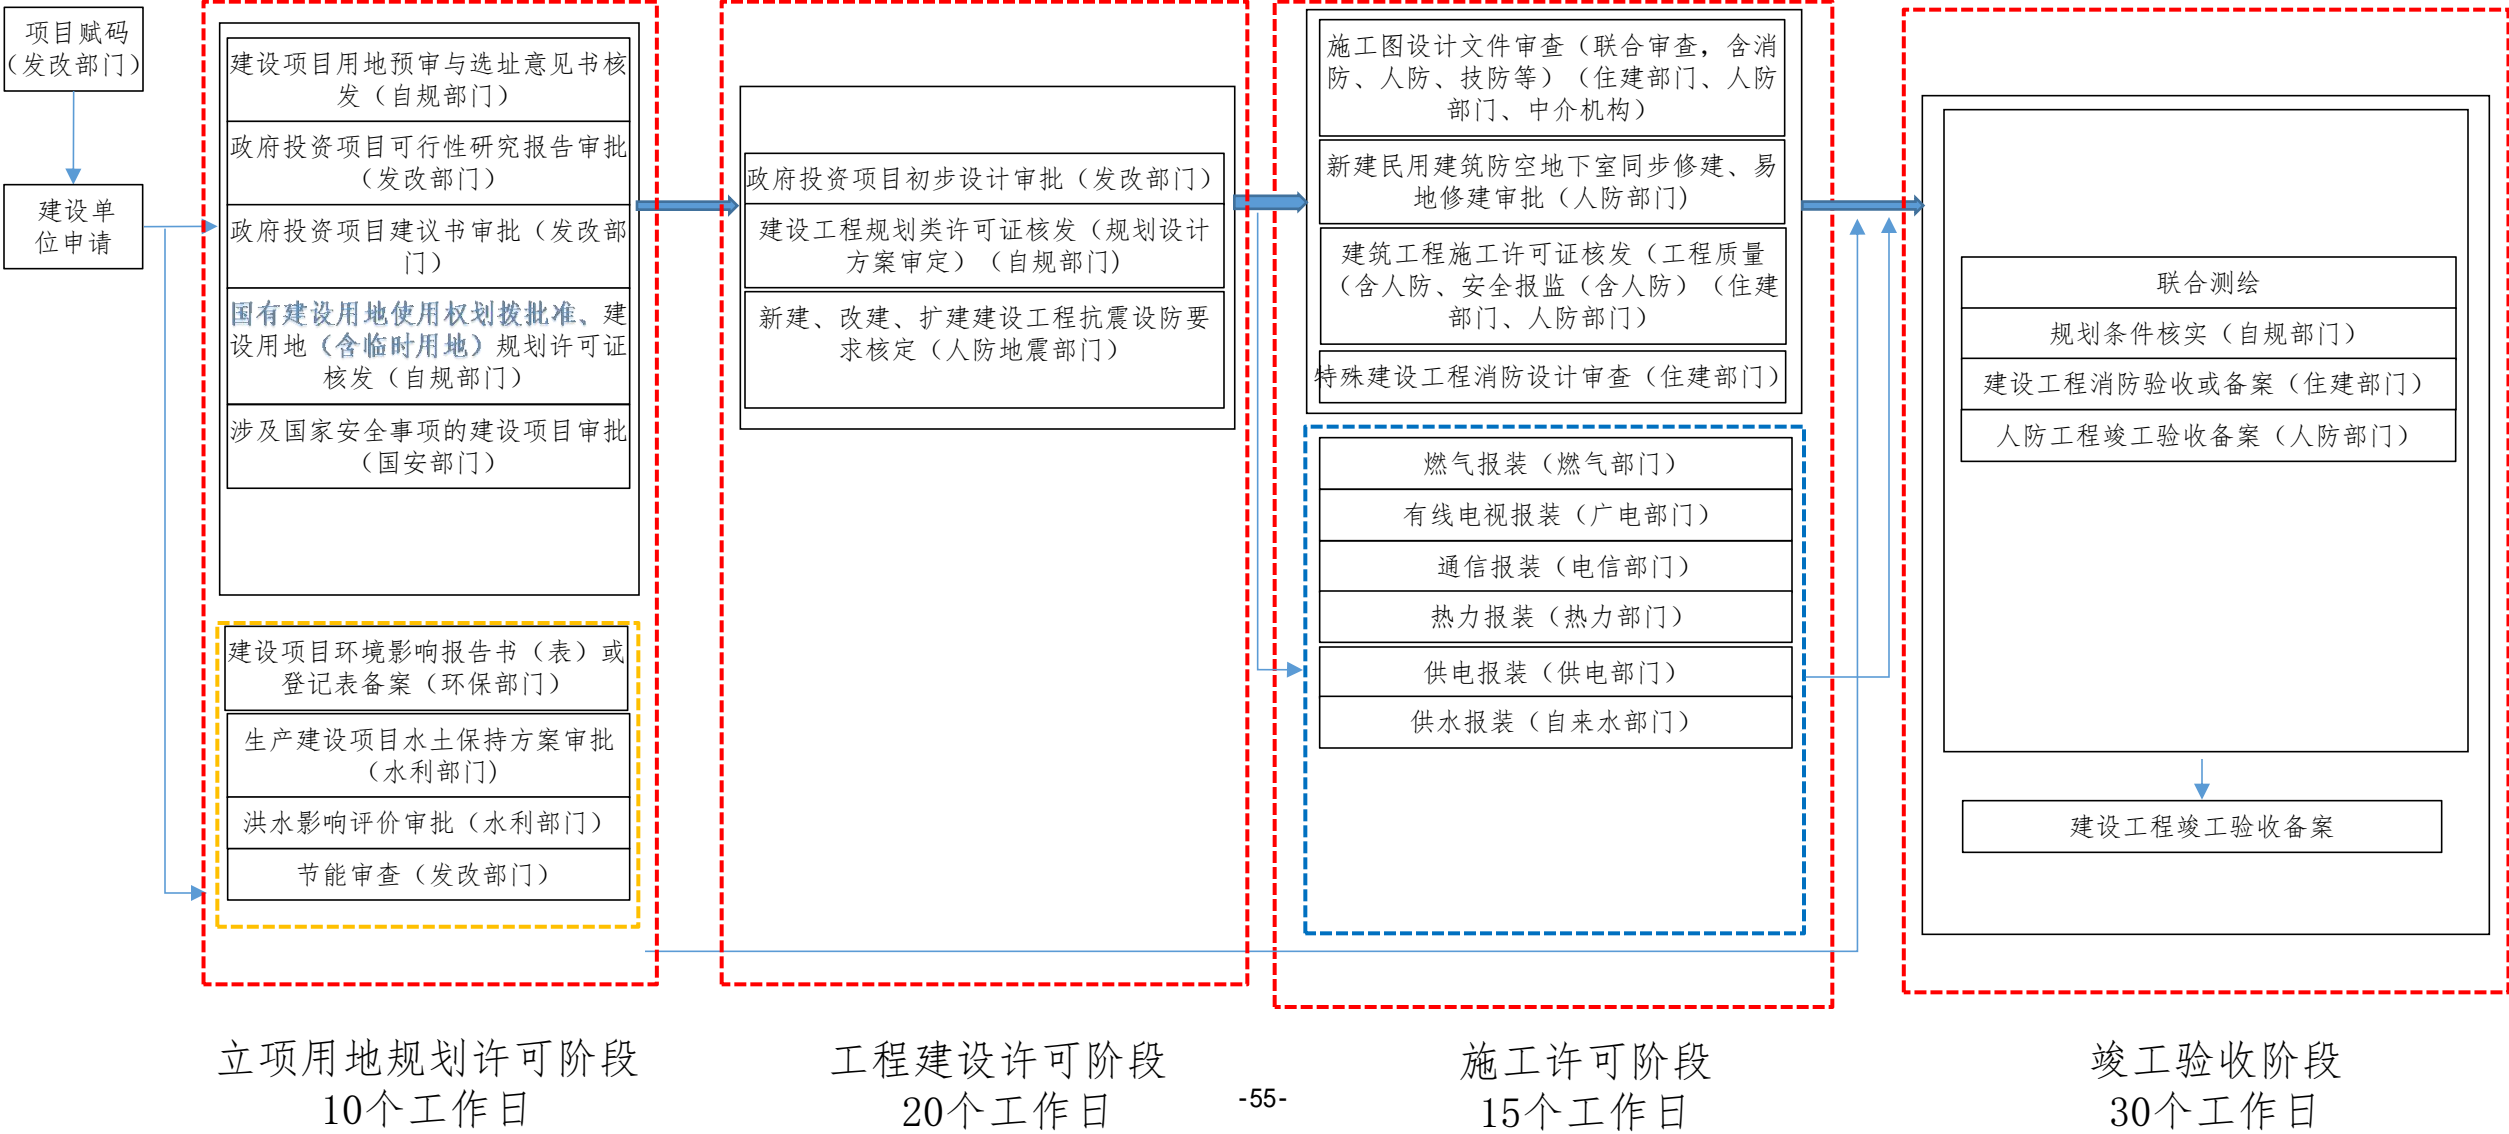 项目赋码
（发改部门）
建设单
位申请
建设项目用地预审与选址意见书核
发（自规部门）
政府投资项目可行性研究报告审批
（发改部门）
政府投资项目建议书审批（发改部
门）
国有建设用地使用权划拨批准、建
设用地（含临时用地）规划许可证
核发（自规部门）
涉及国家安全事项的建设项目审批
（国安部门）
建设项目环境影响报告书（表）或
登记表备案（环保部门）
生产建设项目水土保持方案审批
（水利部门）
洪水影响评价审批（水利部门）
节能审查（发改部门）
立项用地规划许可阶段
10个工作日
政府投资项目初步设计审批（发改部门）
建设工程规划类许可证核发（规划设计
方案审定）（自规部门）
新建、改建、扩建建设工程抗震设防要
求核定（人防地震部门）
工程建设许可阶段
20个工作日
-55-
施工图设计文件审查（联合审查，含消
防、人防、技防等）（住建部门、人防
部门、中介机构）
新建民用建筑防空地下室同步修建、易
地修建审批（人防部门）
建筑工程施工许可证核发（工程质量
（含人防、安全报监（含人防）（住建
部门、人防部门）
特殊建设工程消防设计审查（住建部门）
燃气报装（燃气部门）
有线电视报装（广电部门）
通信报装（电信部门）
热力报装（热力部门）
供电报装（供电部门）
供水报装（自来水部门）
施工许可阶段
15个工作日
联合测绘
规划条件核实（自规部门）
建设工程消防验收或备案（住建部门）
人防工程竣工验收备案（人防部门）
建设工程竣工验收备案
竣工验收阶段
30个工作日